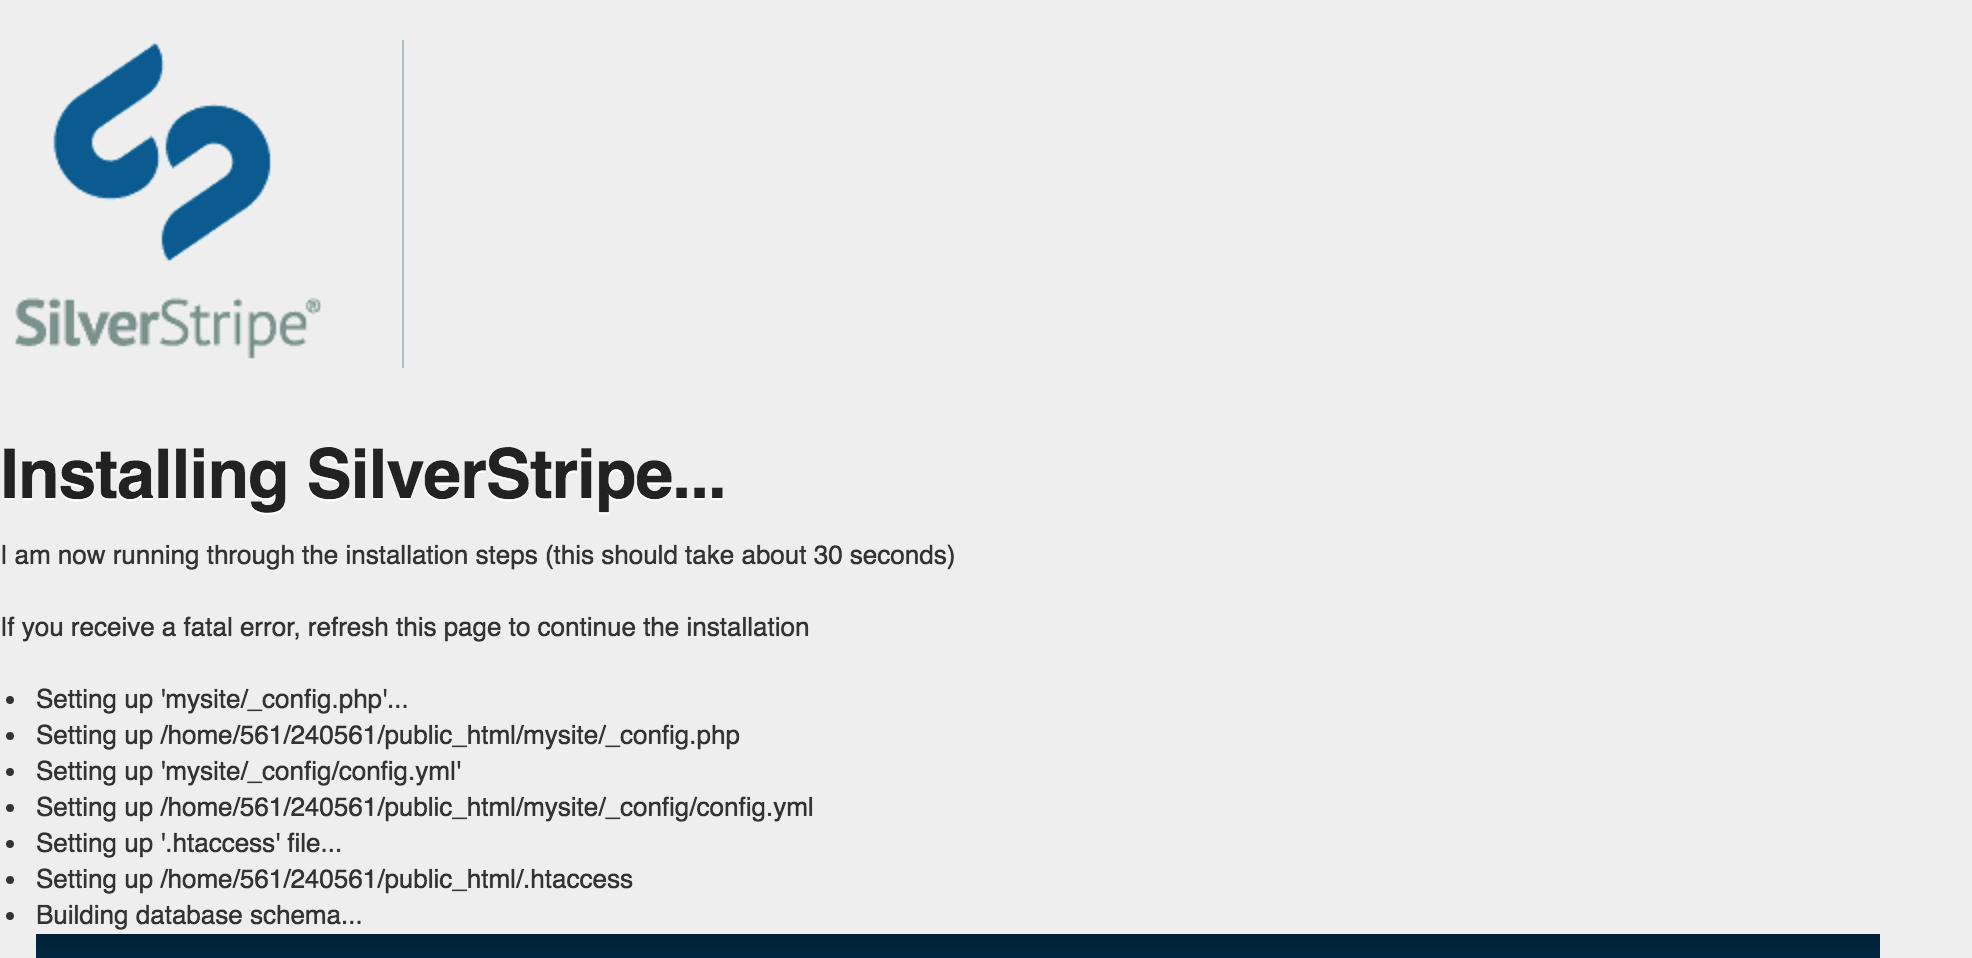 SilverStripe®
Installing SilverStripe...
I am now running through the installation steps (this should take about 30 seconds)
If you receive a fatal error, refresh this page to continue the installation
• Setting up 'mysite/_config.php'...
• Setting up /home/561/240561/public_html/mysite/_config.php
• Setting up 'mysite/_config/config.yml'
• Setting up /home/561/240561/public_html/mysite/_config/config.yml
• Setting up '.htaccess' file...
• Setting up /home/561/240561/public_html/.htaccess
• Building database schema...